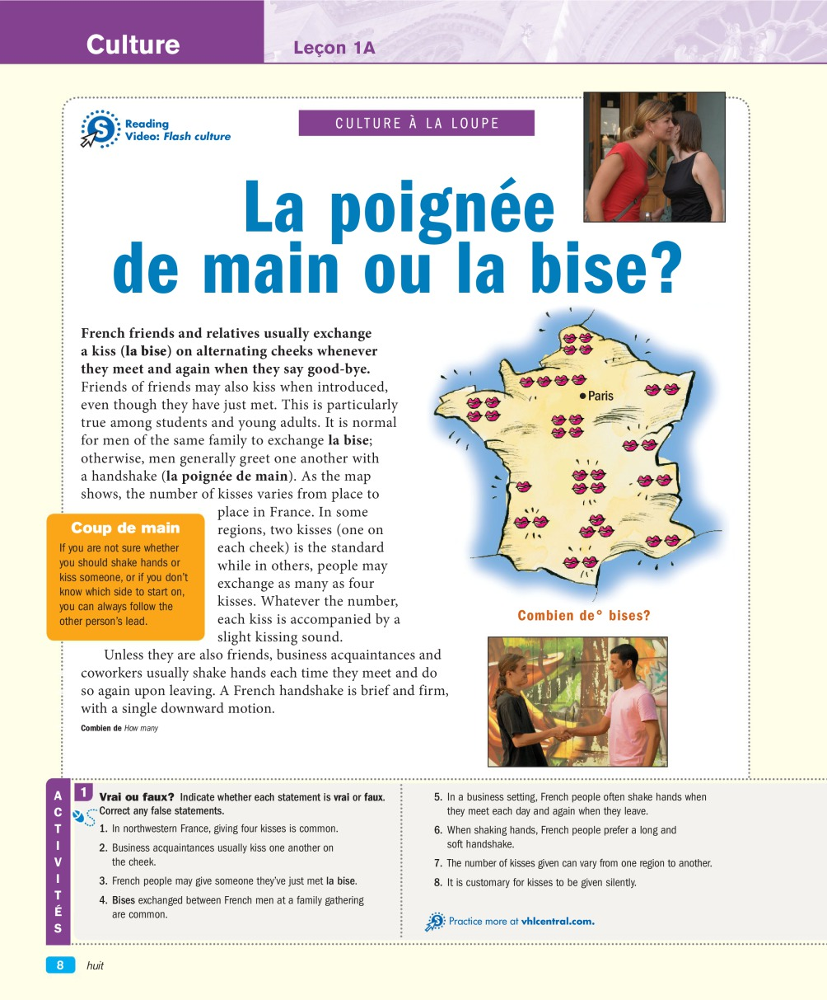 Culture
Leçon 1A
Reading
Video: Flash culture
CULTURE À LA LOUPE
La poignée
de main ou la bise?
French friends and relatives usually exchange
a kiss (la bise) on alternating cheeks whenever
they meet and again when they say good-bye.
Friends of friends may also kiss when introduced,
even though they have just met. This is particularly
true among students and young adults. It is normal
for men of the same family to exchange la bise;
otherwise, men generally greet one another with
a handshake (la poignée de main). As the map
shows, the number of kisses varies from place to
place in France. In some
regions, two kisses (one on
each cheek) is the standard
while in others, people may
exchange as many as four
kisses. Whatever the number,
each kiss is accompanied by a
slight kissing sound.
Unless they are also friends, business acquaintances and
coworkers usually shake hands each time they meet and do
so again upon leaving. A French handshake is brief and firm,
with a single downward motion.
Combien de How many
Coup de main
If you are not sure whether
you should shake hands or
kiss someone, or if you don't
know which side to start on,
you can always follow the
other person's lead.
Paris
Combien de° bises?
ACTIVITÉS
1 Vrai ou faux? Indicate whether each statement is vrai or faux.
Correct any false statements.
1. In northwestern France, giving four kisses is common.
2. Business acquaintances usually kiss one another on
the cheek.
3. French people may give someone they've just met la bise.
4. Bises exchanged between French men at a family gathering
are common.
5. In a business setting, French people often shake hands when
they meet each day and again when they leave.
6. When shaking hands, French people prefer a long and
soft handshake.
7. The number of kisses given can vary from one region to another.
8. It is customary for kisses to be given silently.
S Practice more at vhlcentral.com.
8 huit